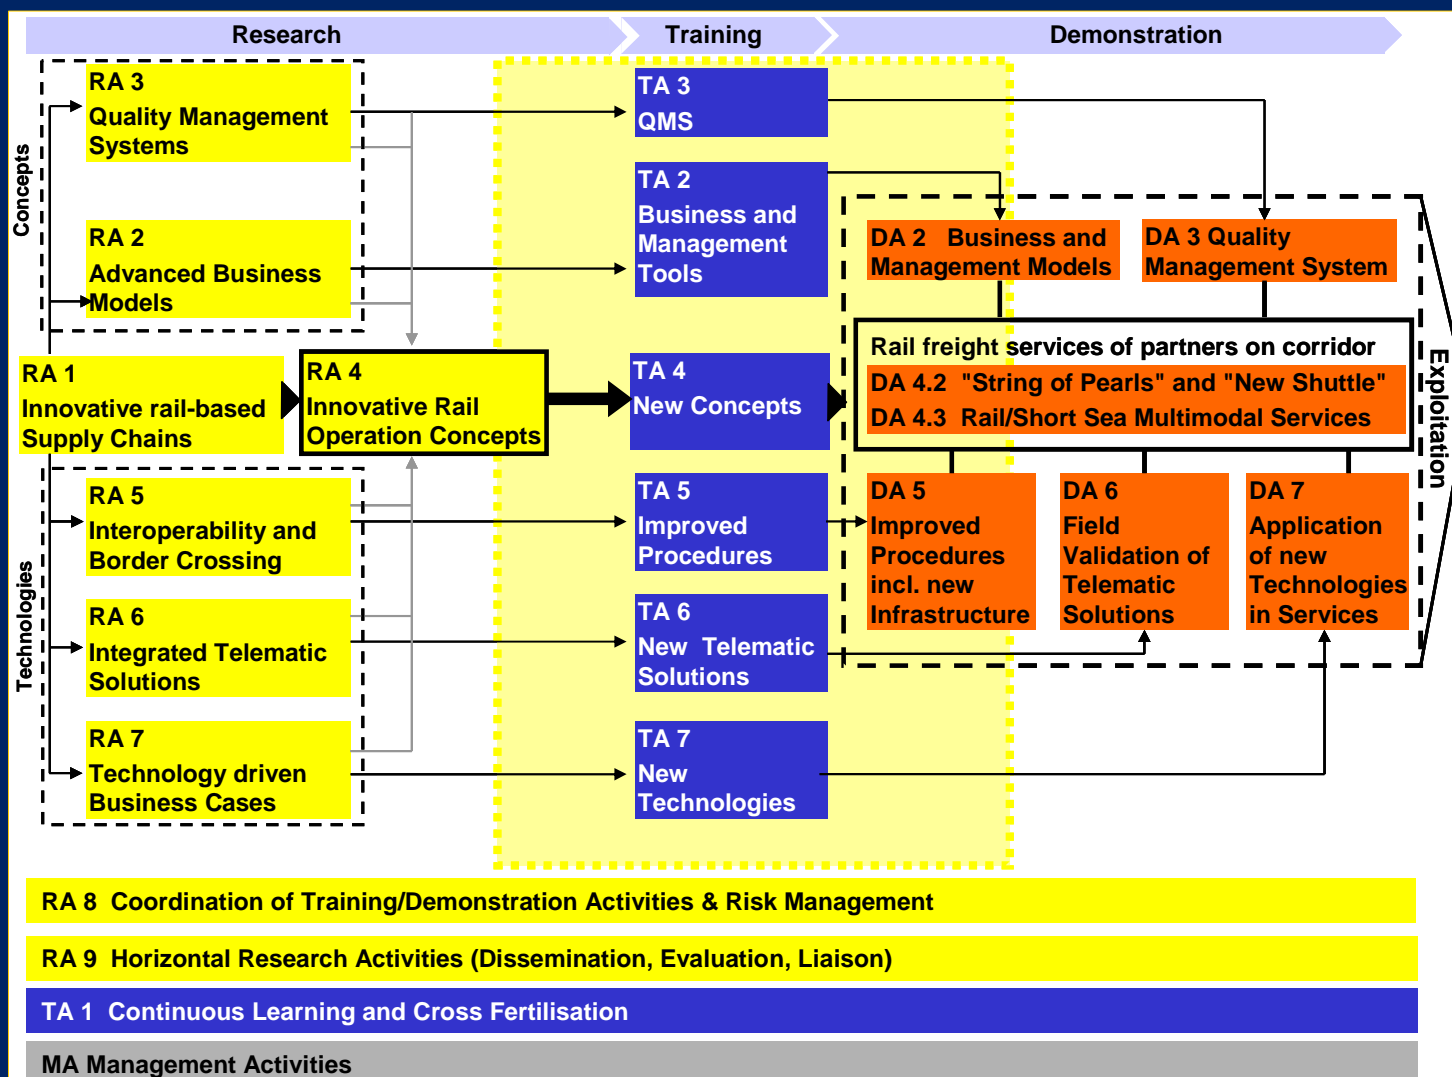 Research
Training
Demonstration
Concepts
RA 3
Quality Management
Systems
RA 2
Advanced Business
Models
RA 1
Innovative rail-based
Supply Chains
RA 4
Innovative Rail
Operation Concepts
Technologies
RA 5
Interoperability and
Border Crossing
RA 6
Integrated Telematic
Solutions
RA 7
Technology driven
Business Cases
TA 3
QMS
TA 2
Business and
Management
Tools
TA 4
New Concepts
TA 5
Improved
Procedures
TA 6
New Telematic
Solutions
TA 7
New
Technologies
DA 2 Business and
Management Models
DA 3 Quality
Management System
Rail freight services of partners on corridor
DA 4.2 "String of Pearls" and "New Shuttle"
DA 4.3 Rail/Short Sea Multimodal Services
DA 5
Improved
Procedures
incl. new
Infrastructure
DA 6
Field
Validation of
Telematic
Solutions
DA 7
Application
of new
Technologies
in Services
Exploitation
RA 8 Coordination of Training/Demonstration Activities & Risk Management
RA 9 Horizontal Research Activities (Dissemination, Evaluation, Liaison)
TA 1 Continuous Learning and Cross Fertilisation
MA Management Activities